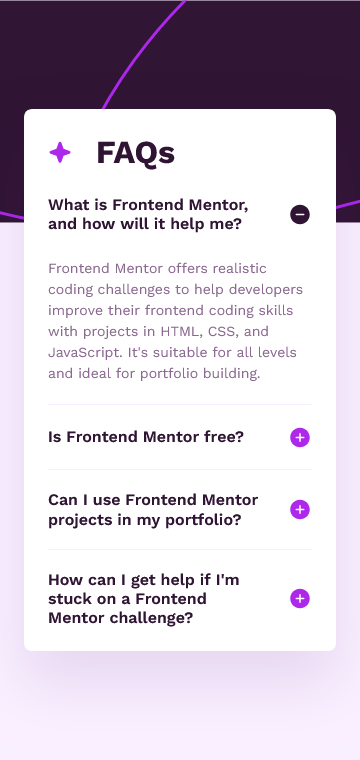 FAQs
What is Frontend Mentor,
and how will it help me?
Frontend Mentor offers realistic
coding challenges to help developers
improve their frontend coding skills
with projects in HTML, CSS, and
JavaScript. It's suitable for all levels
and ideal for portfolio building.
Is Frontend Mentor free?
Can I use Frontend Mentor
projects in my portfolio?
How can I get help if I'm
stuck on a Frontend
Mentor challenge?